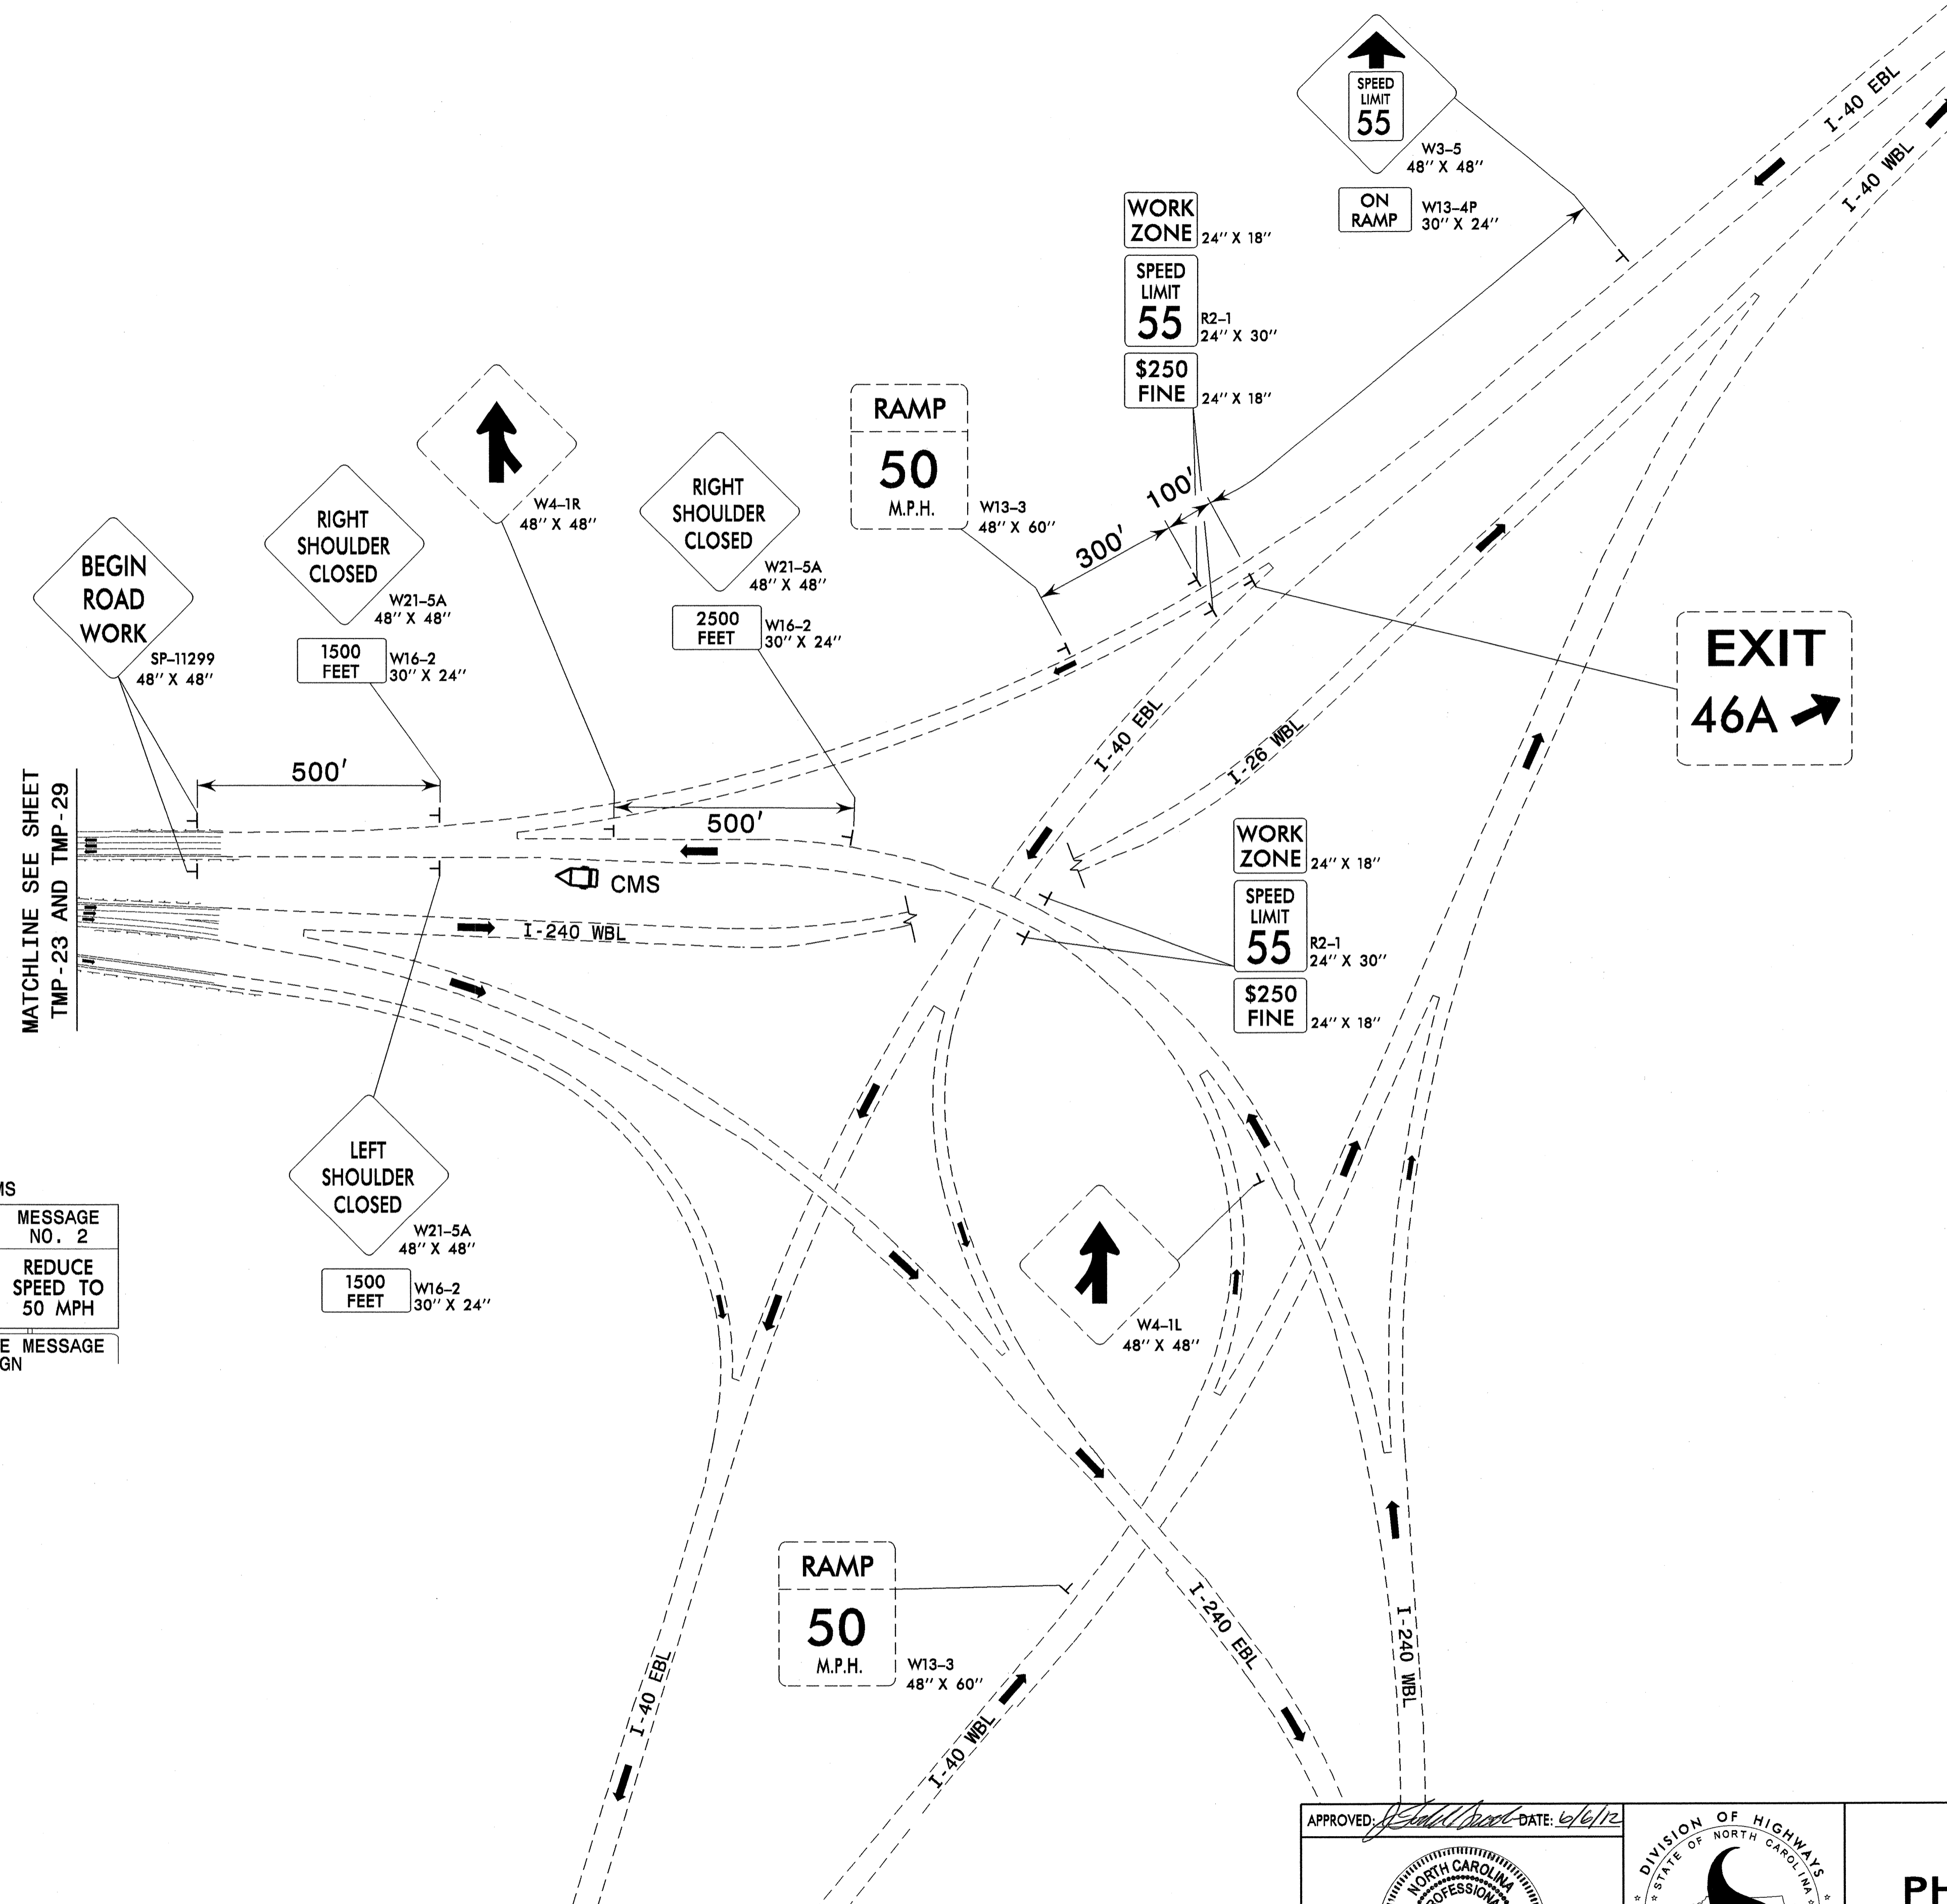 SPEED
LIMIT
55
W3-5
48'' X 48''
ON
RAMP
W13-4P
30'' X 24''
I-40 EBL
I-40 WBL
WORK
ZONE
24'' X 18''
SPEED
LIMIT
55
R2-1
24'' X 30''
$250
FINE
24'' X 18''
RAMP
50
M.P.H.
W13-3
48'' X 60''
100'
300'
W4-1R
48'' X 48''
RIGHT
SHOULDER
CLOSED
W21-5A
48'' X 48''
2500
FEET
W16-2
30'' X 24''
RIGHT
SHOULDER
CLOSED
W21-5A
48'' X 48''
1500
FEET
W16-2
30'' X 24''
BEGIN
ROAD
WORK
SP-11299
48'' X 48''
EXIT
46A
I-40 EBL
I-26 WBL
500'
500'
MATCHLINE SEE SHEET
TMP-23 AND TMP-29
CMS
I-240 WBL
WORK
ZONE
24'' X 18''
SPEED
LIMIT
55
R2-1
24'' X 30''
$250
FINE
24'' X 18''
LEFT
SHOULDER
CLOSED
W21-5A
48'' X 48''
1500
FEET
W16-2
30'' X 24''
MS
MESSAGE
NO. 2
REDUCE
SPEED TO
50 MPH
E MESSAGE
GN
W4-1L
48'' X 48''
RAMP
50
M.P.H.
W13-3
48'' X 60''
I-240 EBL
I-240 WBL
I-40 EBL
I-40 WBL
APPROVED: DATE: 6/6/12
NORTH CAROLINA
PROFESSIONAL
DIVISION OF HIGHWAYS
STATE OF NORTH CAROLINA
PH